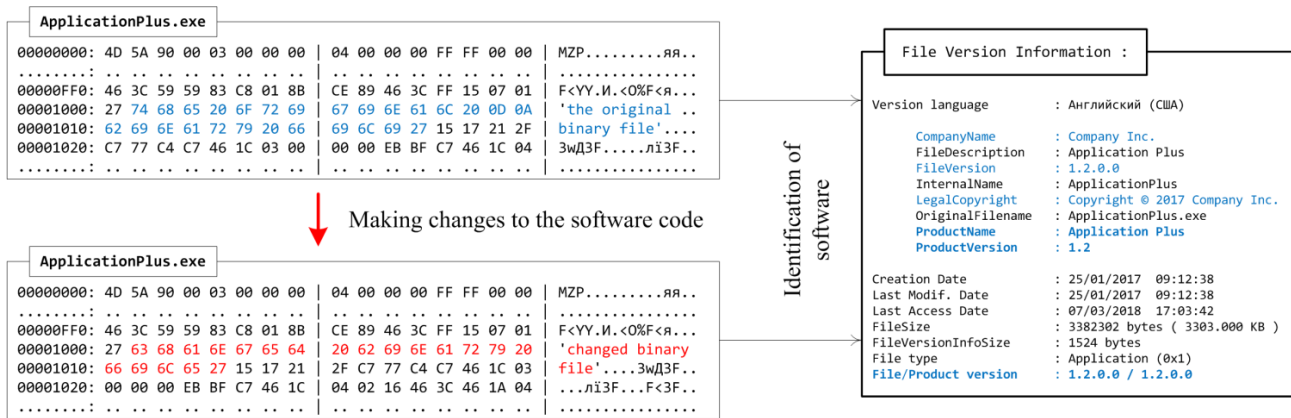 ApplicationPlus.exe
00000000: 4D 5A 90 00 03 00 00 00 | 04 00 00 00 FF FF 00 00 | MZP.........яя..
........: .. .. .. .. .. .. .. .. | .. .. .. .. .. .. .. .. | ................
00000FF0: 46 3C 59 59 83 C8 01 8B | CE 89 46 3C FF 15 07 01 | F<YY.И.<O%F<я...
00001000: 27 74 68 65 20 6F 72 69 | 67 69 6E 61 6C 20 0D 0A | 'the original ..
00001010: 62 69 6E 61 72 79 20 66 | 69 6C 69 27 15 17 21 2F | binary file'....
00001020: C7 77 C4 C7 46 1C 03 00 | 00 00 EB BF C7 46 1C 04 | 3wД3F.....лї3F..
........: .. .. .. .. .. .. .. .. | .. .. .. .. .. .. .. .. | ................
Making changes to the software code
ApplicationPlus.exe
00000000: 4D 5A 90 00 03 00 00 00 | 04 00 00 00 FF FF 00 00 | MZP.........яя..
........: .. .. .. .. .. .. .. .. | .. .. .. .. .. .. .. .. | ................
00000FF0: 46 3C 59 59 83 C8 01 8B | CE 89 46 3C FF 15 07 01 | F<YY.И.<O%F<я...
00001000: 27 63 68 61 6E 67 65 64 | 20 62 69 6E 61 72 79 20 | 'changed binary
00001010: 66 69 6C 65 27 15 17 21 | 2F C7 77 C4 C7 46 1C 03 | file'....3wД3F..
00001020: 00 00 00 EB BF C7 46 1C | 04 02 16 46 3C 46 1A 04 | ...лї3F...F<3F..
........: .. .. .. .. .. .. .. .. | .. .. .. .. .. .. .. .. | ................
Identification of
software
File Version Information :
Version language : Английский (США)
CompanyName : Company Inc.
FileDescription : Application Plus
FileVersion : 1.2.0.0
InternalName : ApplicationPlus
LegalCopyright : Copyright © 2017 Company Inc.
OriginalFilename : ApplicationPlus.exe
ProductName : Application Plus
ProductVersion : 1.2
Creation Date : 25/01/2017 09:12:38
Last Modif. Date : 25/01/2017 09:12:38
Last Access Date : 07/03/2018 17:03:42
FileSize : 3382302 bytes ( 3303.000 KB )
FileVersionInfoSize : 1524 bytes
File type : Application (0x1)
File/Product version : 1.2.0.0 / 1.2.0.0